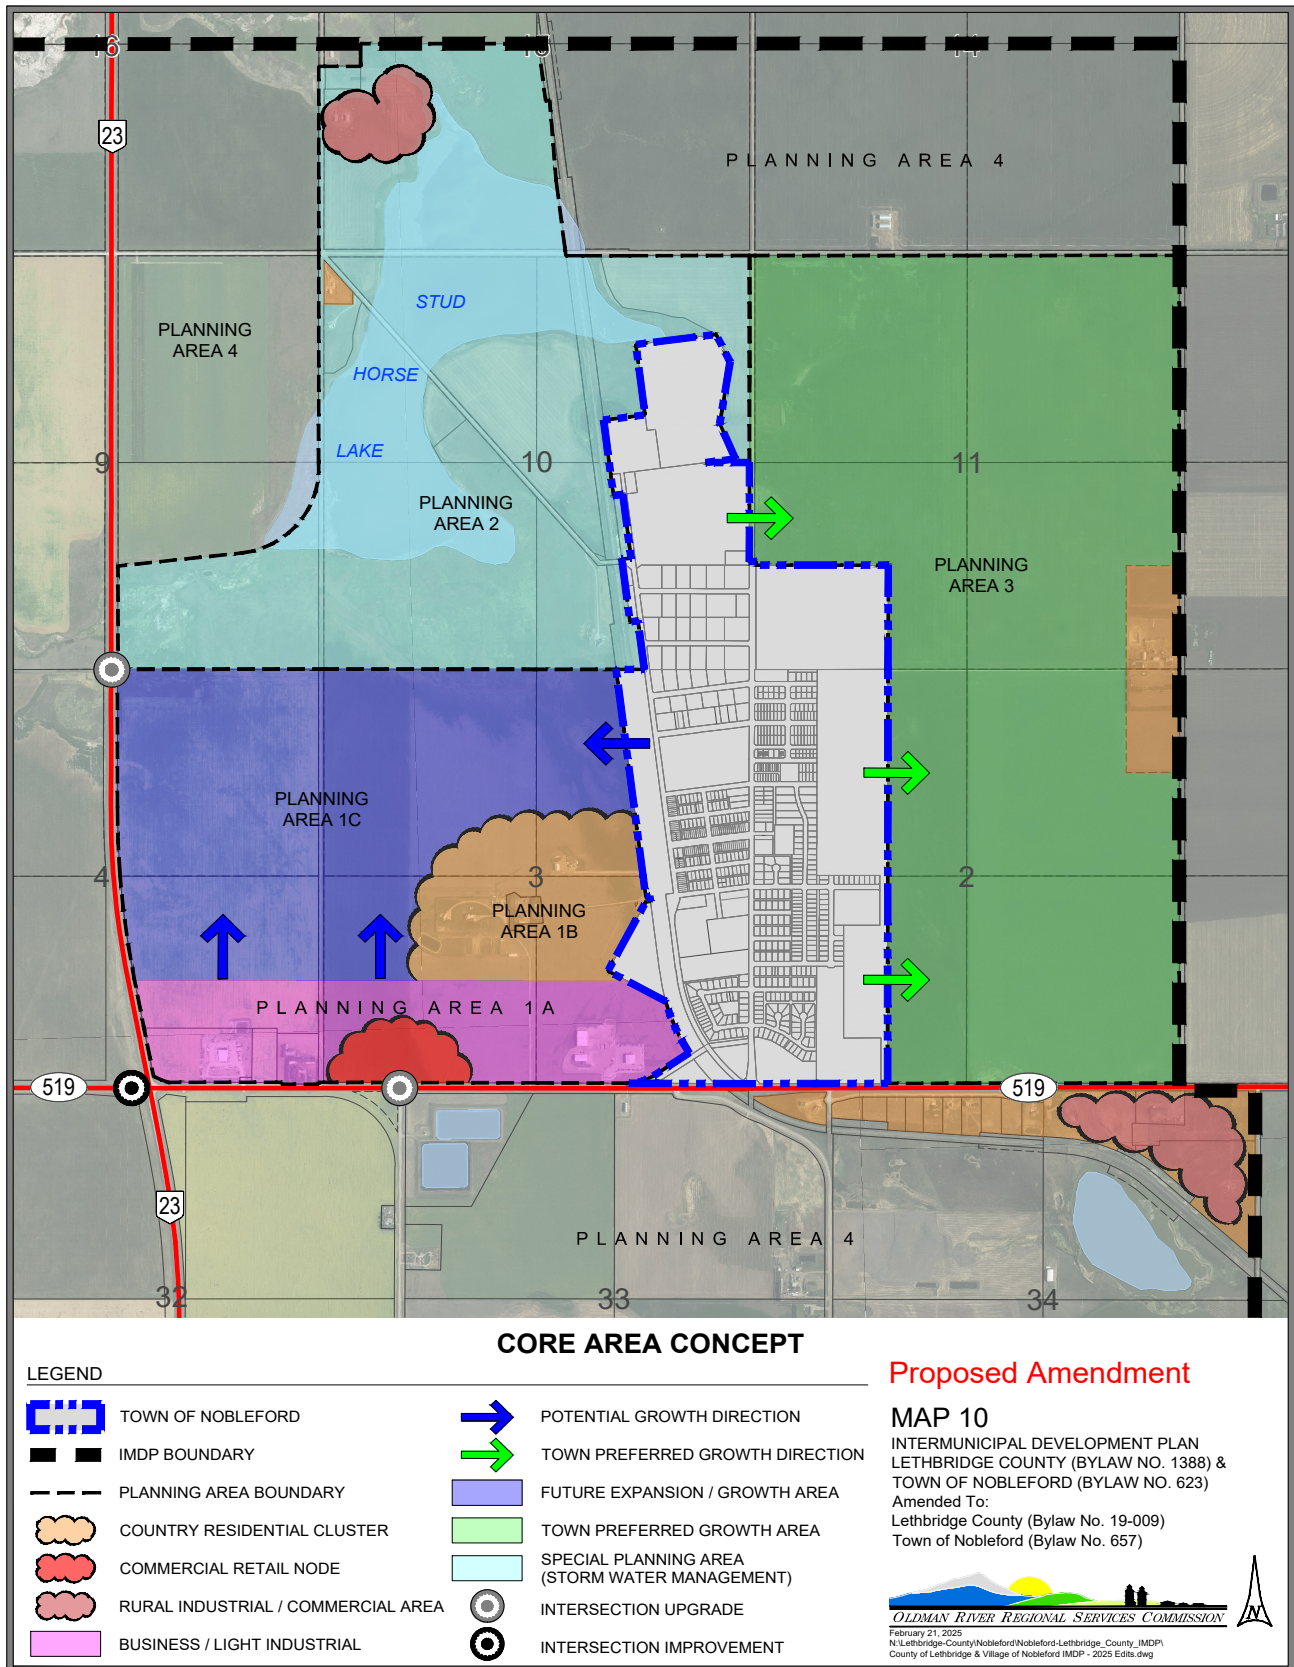 16
15
14
23
PLANNING AREA 4
STUD
PLANNING
AREA 4
HORSE
LAKE
9
10
11
PLANNING
AREA 2
PLANNING
AREA 3
PLANNING
AREA 1C
4
3
2
PLANNING
AREA 1B
PLANNING AREA 1A
519
519
23
PLANNING AREA 4
32
33
34
CORE AREA CONCEPT
LEGEND
TOWN OF NOBLEFORD
IMDP BOUNDARY
PLANNING AREA BOUNDARY
COUNTRY RESIDENTIAL CLUSTER
COMMERCIAL RETAIL NODE
RURAL INDUSTRIAL / COMMERCIAL AREA
BUSINESS / LIGHT INDUSTRIAL
POTENTIAL GROWTH DIRECTION
TOWN PREFERRED GROWTH DIRECTION
FUTURE EXPANSION / GROWTH AREA
TOWN PREFERRED GROWTH AREA
SPECIAL PLANNING AREA
(STORM WATER MANAGEMENT)
INTERSECTION UPGRADE
INTERSECTION IMPROVEMENT
Proposed Amendment
MAP 10
INTERMUNICIPAL DEVELOPMENT PLAN
LETHBRIDGE COUNTY (BYLAW NO. 1388) &
TOWN OF NOBLEFORD (BYLAW NO. 623)
Amended To:
Lethbridge County (Bylaw No. 19-009)
Town of Nobleford (Bylaw No. 657)
OLDMAN RIVER REGIONAL SERVICES COMMISSION
N
February 21, 2025
N:\Lethbridge-County\Nobleford\Nobleford-Lethbridge_County_IMDP\
County of Lethbridge & Village of Nobleford IMDP - 2025 Edits.dwg